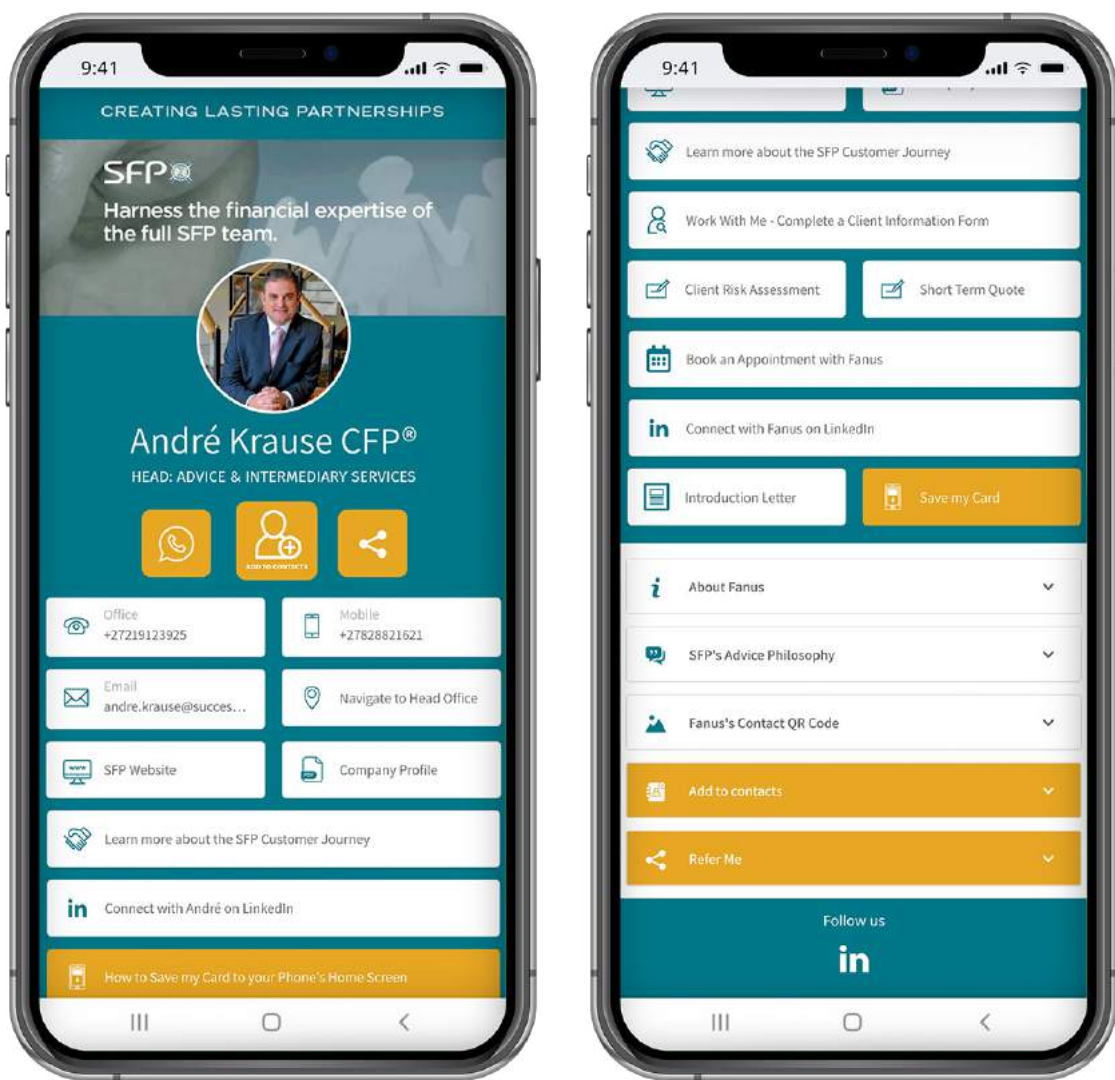 9:41
CREATING LASTING PARTNERSHIPS
SFP
Harness the financial expertise of
the full SFP team.
André Krause CFP®
HEAD: ADVICE & INTERMEDIARY SERVICES
ADD TO CONTACTS
Office
+27219123925
Mobile
+27828821621
Email
andre.krause@succes...
Navigate to Head Office
www
SFP Website
PDF
Company Profile
Learn more about the SFP Customer Journey
in
Connect with André on LinkedIn
How to Save my Card to your Phone's Home Screen
9:41
Learn more about the SFP Customer Journey
Work With Me - Complete a Client Information Form
Client Risk Assessment
Short Term Quote
Book an Appointment with Fanus
in
Connect with Fanus on LinkedIn
Introduction Letter
Save my Card
i
About Fanus
SFP's Advice Philosophy
Fanus's Contact QR Code
Add to contacts
Refer Me
Follow us
in